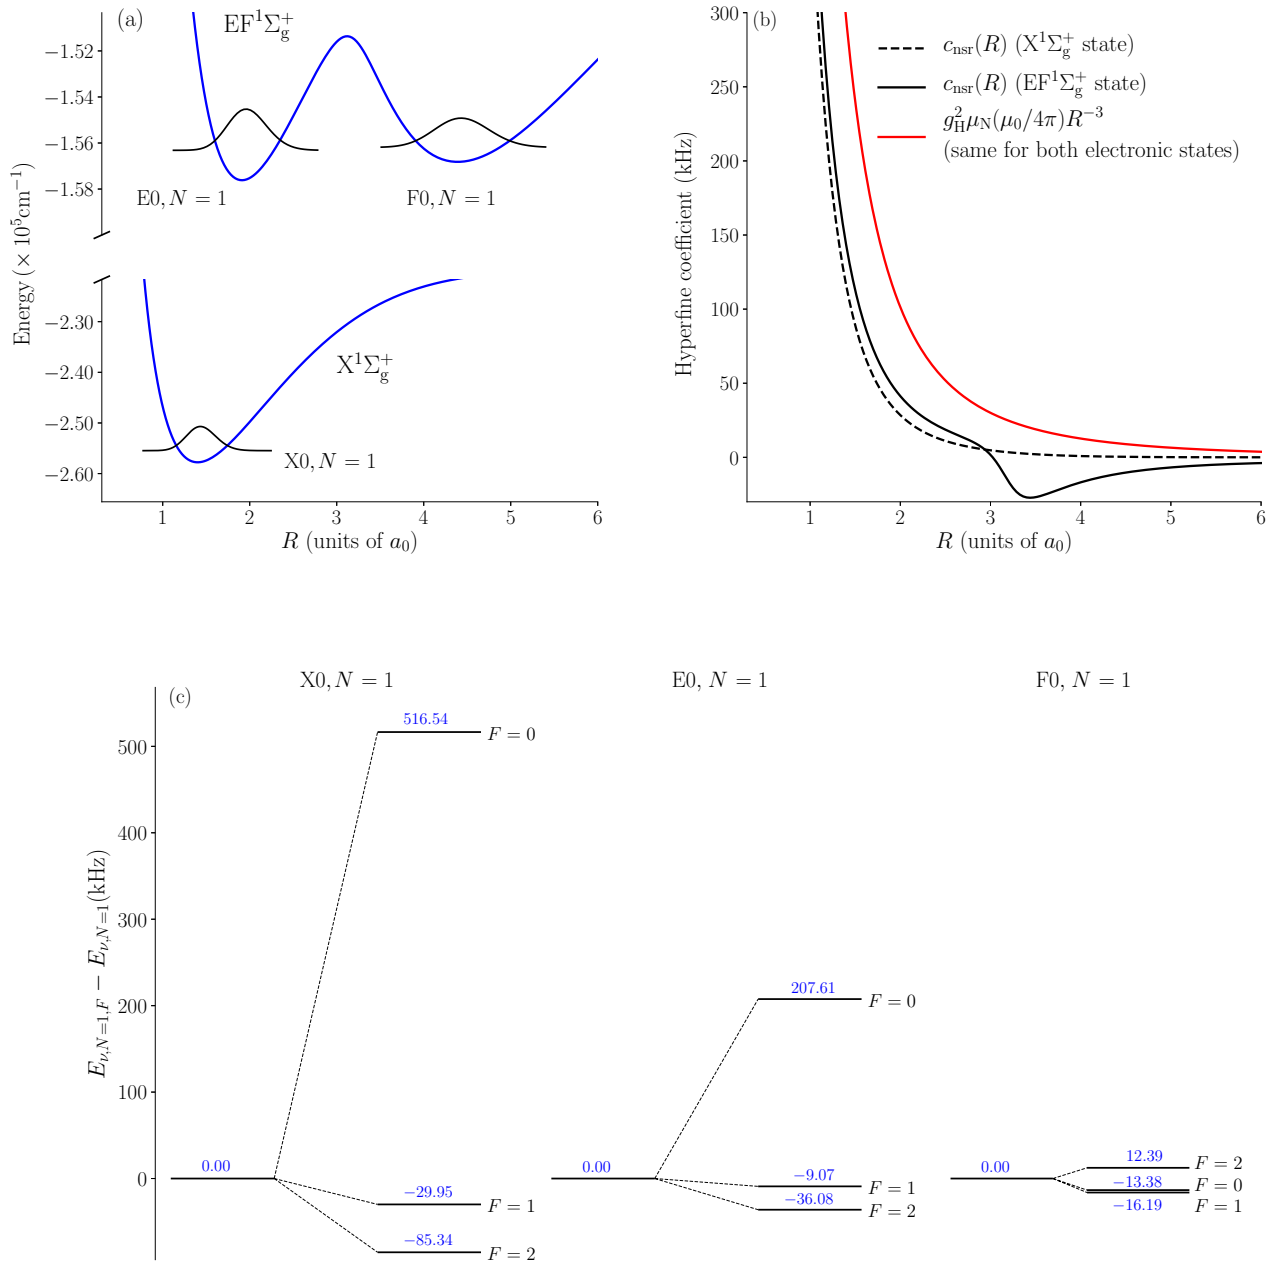 (a)
EF¹Σg⁺
−1.52
−1.54
−1.56
−1.58
E0, N = 1
F0, N = 1
Energy (× 10⁵cm⁻¹)
−2.30
−2.40
−2.50
−2.60
X¹Σg⁺
X0, N = 1
1 2 3 4 5 6
R (units of a₀)
(b)
300
250
200
150
100
50
0
Hyperfine coefficient (kHz)
c_nsr(R) (X¹Σg⁺ state)
c_nsr(R) (EF¹Σg⁺ state)
g_H²μ_N(μ₀/4π)R⁻³
(same for both electronic states)
1 2 3 4 5 6
R (units of a₀)
X0, N = 1
E0, N = 1
F0, N = 1
(c)
E_ν,N=1,F − E_ν,N=1(kHz)
500
400
300
200
100
0
516.54
F = 0
0.00
−29.95
F = 1
−85.34
F = 2
207.61
F = 0
0.00
−9.07
F = 1
−36.08
F = 2
0.00
12.39
F = 2
−13.38
F = 0
−16.19
F = 1